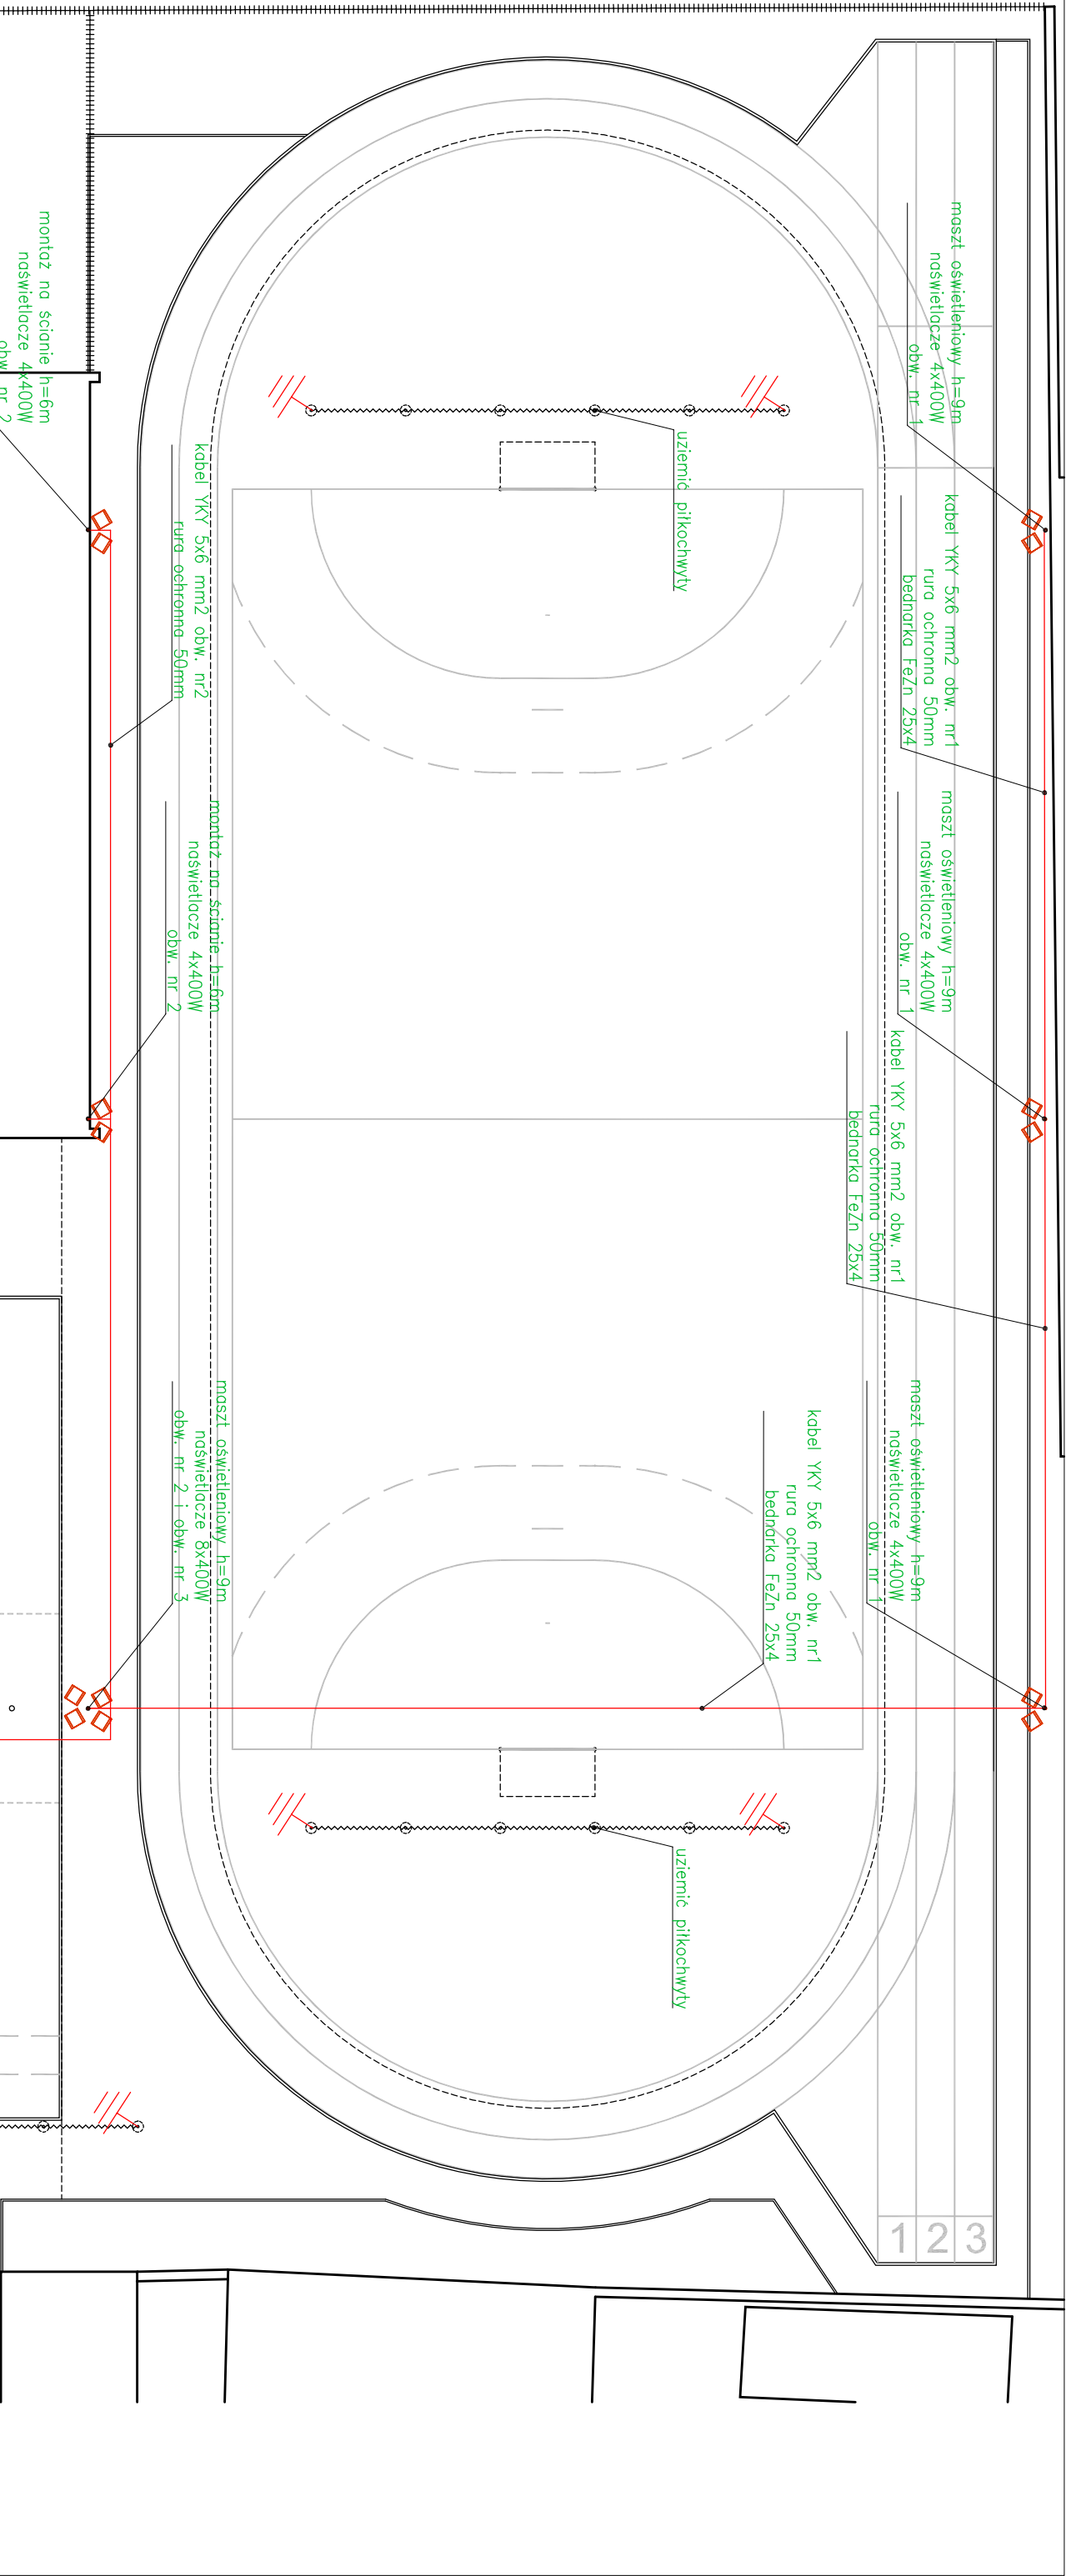 maszt oświetleniowy h=9m
naświetlacze 4x400W
obw. nr 1
kabel YKY 5x6 mm2 obw. nr1
rura ochronna 50mm
bednarka FeZn 25x4
maszt oświetleniowy h=9m
naświetlacze 4x400W
obw. nr 1
kabel YKY 5x6 mm2 obw. nr1
rura ochronna 50mm
bednarka FeZn 25x4
maszt oświetleniowy h=9m
naświetlacze 4x400W
obw. nr 1
kabel YKY 5x6 mm2 obw. nr1
rura ochronna 50mm
bednarka FeZn 25x4
uziemić piłkochwyty
uziemić piłkochwyty
montaż na ścianie h=6m
naświetlacze 4x400W
obw. nr 2
kabel YKY 5x6 mm2 obw. nr2
rura ochronna 50mm
montaż na ścianie h=6m
naświetlacze 4x400W
obw. nr 2
maszt oświetleniowy h=9m
naświetlacze 8x400W
obw. nr 2 i obw. nr 3
1 2 3